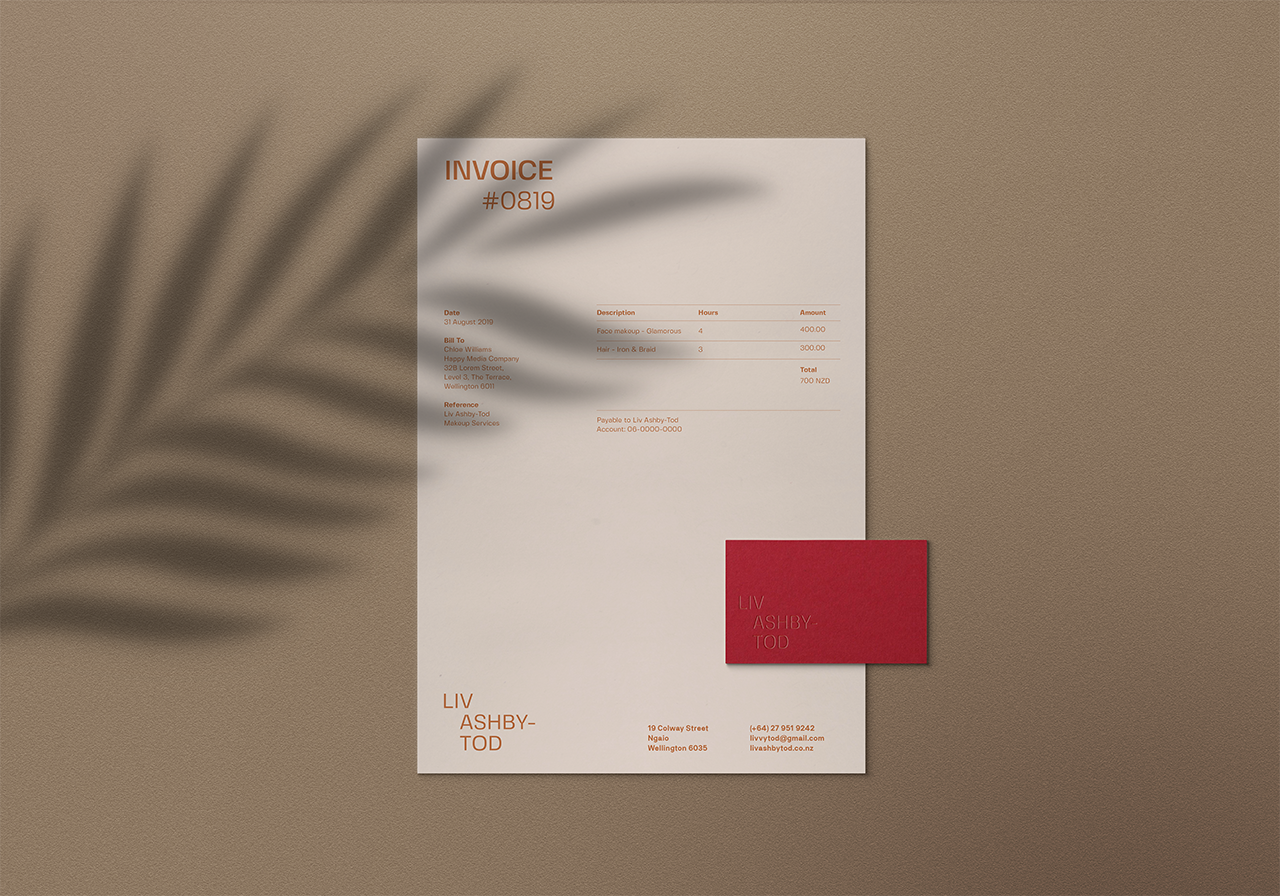 INVOICE
#0819
Date
31 August 2019
Bill To
Chloe Williams
Happy Media Company
32B Lorem Street,
Level 3, The Terrace,
Wellington 6011
Reference
Liv Ashby-Tod
Makeup Services
Description Hours Amount
Face makeup - Glamorous 4 400.00
Hair - Iron & Braid 3 300.00
Total
700 NZD
Payable to Liv Ashby-Tod
Account: 06-0000-0000
LIV
ASHBY-
TOD
LIV
ASHBY-
TOD
19 Colway Street
Ngaio
Wellington 6035
(+64) 27 951 9242
livvytod@gmail.com
livashbytod.co.nz